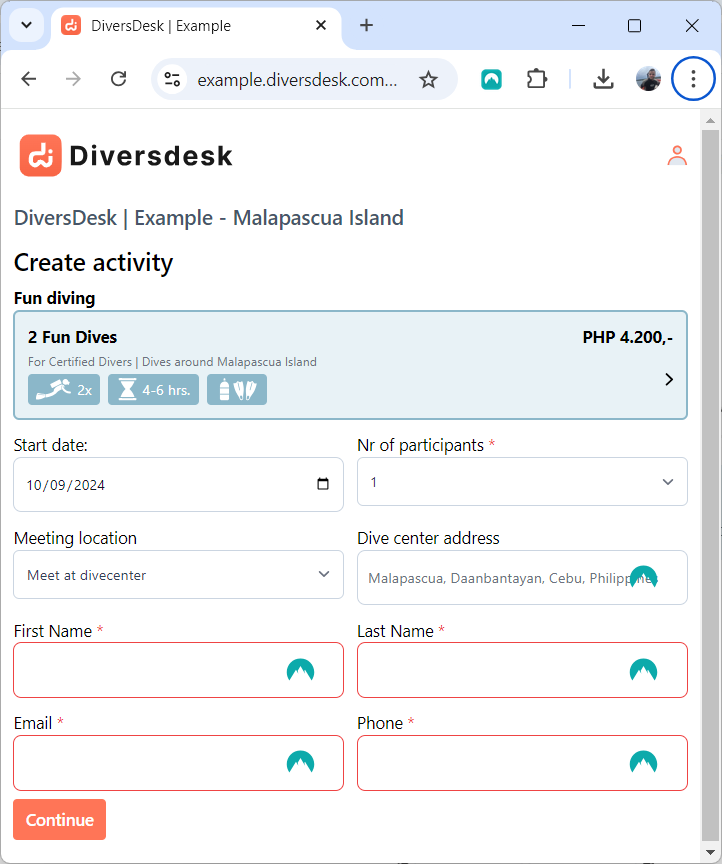 DiversDesk | Example
example.diversdesk.com...
Diversdesk
DiversDesk | Example - Malapascua Island
Create activity
Fun diving
2 Fun Dives PHP 4.200,-
For Certified Divers | Dives around Malapascua Island
2x 4-6 hrs.
Start date: Nr of participants *
10/09/2024 1
Meeting location Dive center address
Meet at divecenter Malapascua, Daanbantayan, Cebu, Philippines
First Name * Last Name *
Email * Phone *
Continue